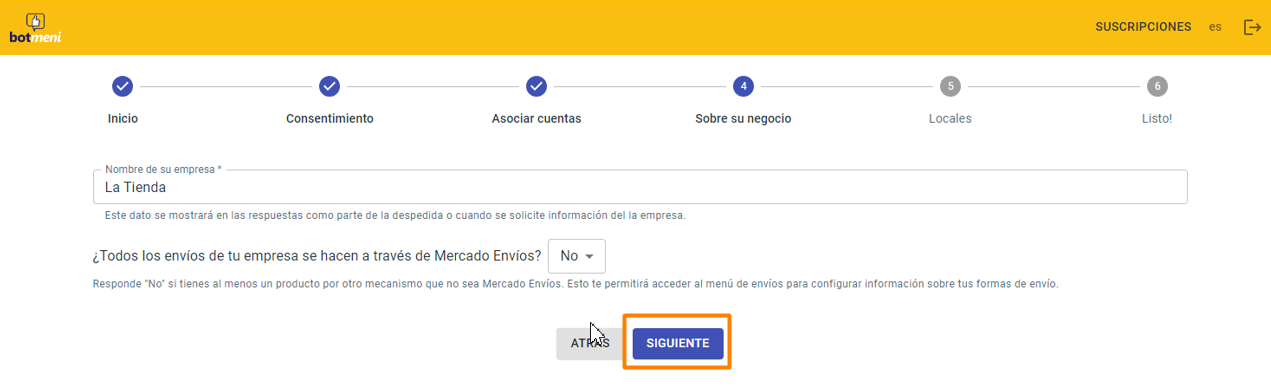 botmeni
SUSCRIPCIONES es
4 5 6
Inicio Consentimiento Asociar cuentas Sobre su negocio Locales Listo!
Nombre de su empresa *
La Tienda
Este dato se mostrará en las respuestas como parte de la despedida o cuando se solicite información del la empresa.
¿Todos los envíos de tu empresa se hacen a través de Mercado Envíos? No
Responde "No" si tienes al menos un producto por otro mecanismo que no sea Mercado Envíos. Esto te permitirá acceder al menú de envíos para configurar información sobre tus formas de envío.
ATRÁS SIGUIENTE